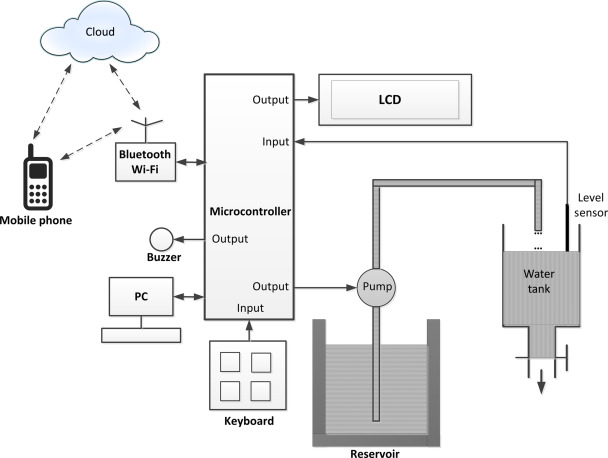 Cloud
Output
LCD
Bluetooth
Wi-Fi
Input
Mobile phone
Level
sensor
Microcontroller
Output
Buzzer
PC
Output
Pump
Water
tank
Input
Keyboard
Reservoir